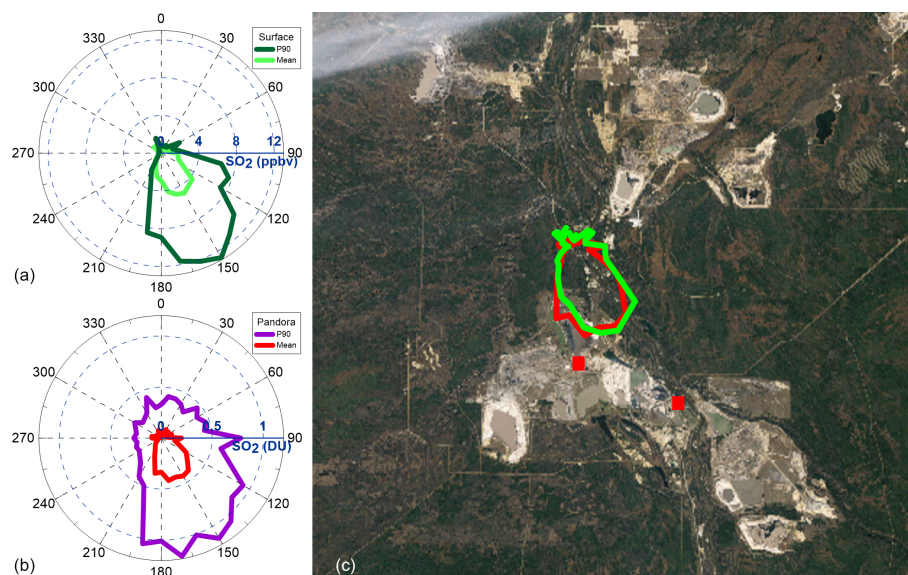 0
330 30
Surface
P90
Mean
300 60
0 4 8 12
270 90
SO2 (ppbv)
240 120
(a)
210 150
180
0
330 30
Pandora
P90
Mean
300 60
0 0.5 1
270 90
SO2 (DU)
240 120
(b)
210 150
180
(c)